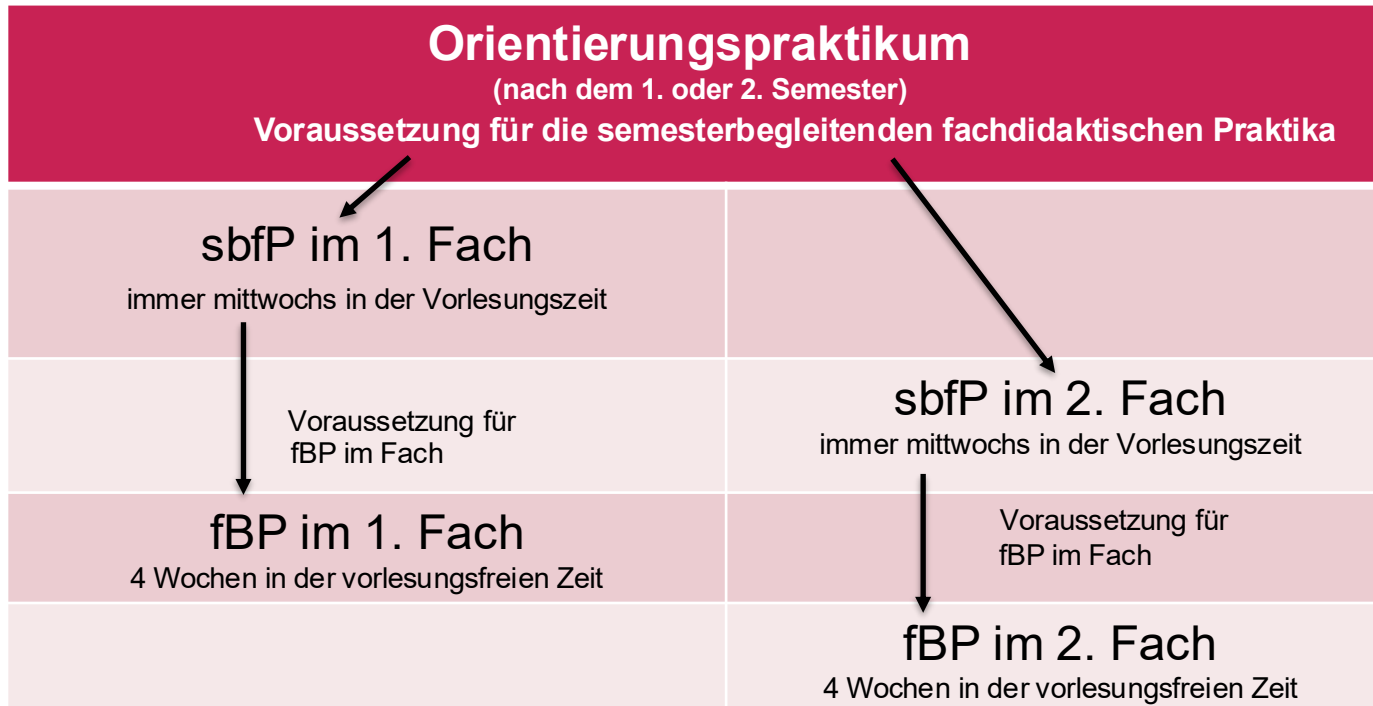 Orientierungspraktikum
(nach dem 1. oder 2. Semester)
Voraussetzung für die semesterbegleitenden fachdidaktischen Praktika
sbfP im 1. Fach
immer mittwochs in der Vorlesungszeit
Voraussetzung für
fBP im Fach
sbfP im 2. Fach
immer mittwochs in der Vorlesungszeit
fBP im 1. Fach
4 Wochen in der vorlesungsfreien Zeit
Voraussetzung für
fBP im Fach
fBP im 2. Fach
4 Wochen in der vorlesungsfreien Zeit